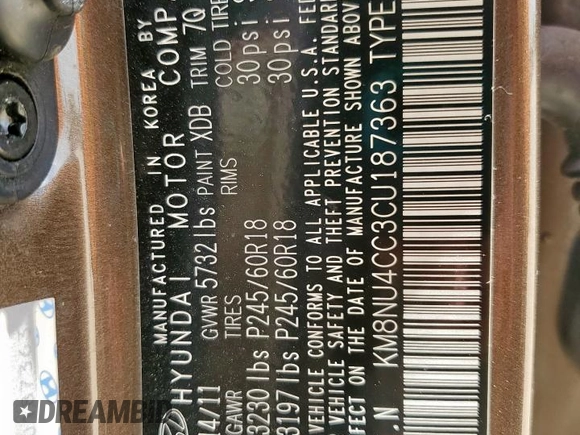 MANUFACTURED IN KOREA BY
HYUNDAI MOTOR COMP
14/11 GVWR 5732 lbs PAINT XDB TRIM 7Q
GAWR TIRES RIMS COLD TIRE
3230 lbs P245/60R18 30psi
3197 lbs P245/60R18 30psi
VEHICLE CONFORMS TO ALL APPLICABLE U.S.A. FE
VEHICLE SAFETY AND THEFT PREVENTION STANDAR
FECT ON THE DATE OF MANUFACTURE SHOWN ABOV
.N KM8NU4CC3CU187363 TYPE
DREAMBID